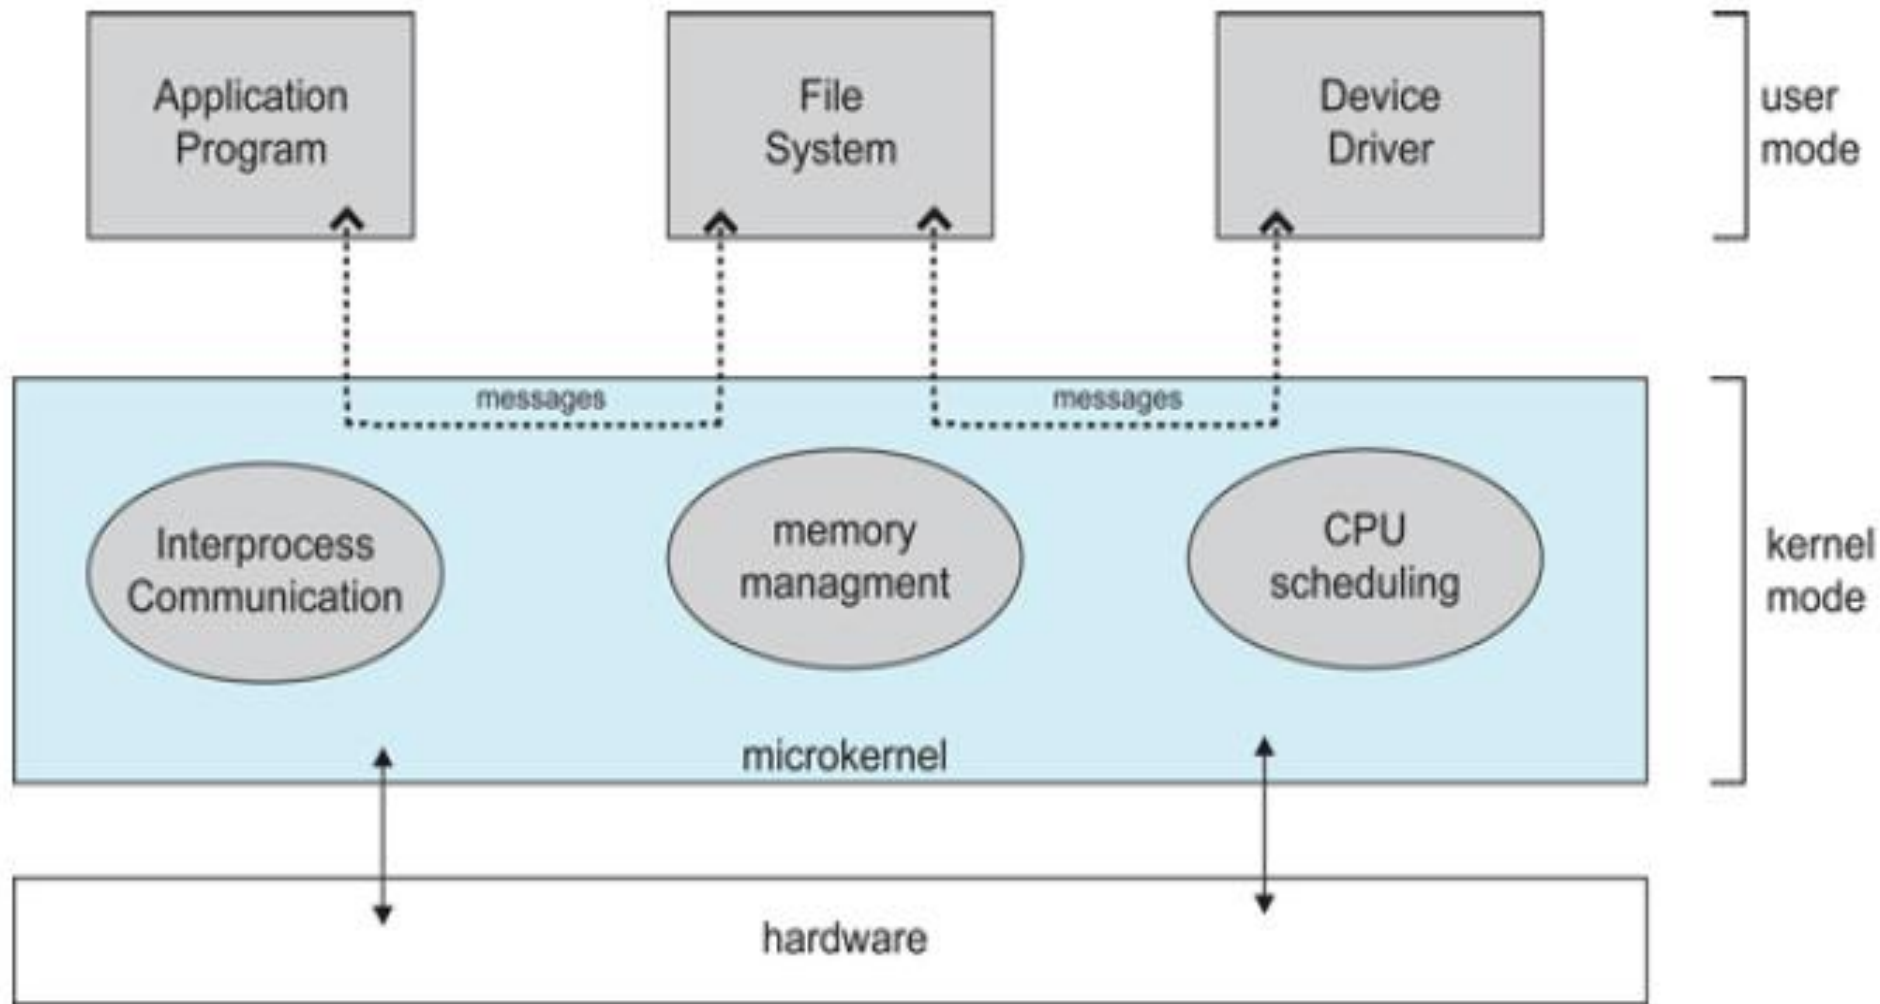 Application
Program
File
System
Device
Driver
user
mode
messages
messages
Interprocess
Communication
memory
managment
CPU
scheduling
kernel
mode
microkernel
hardware